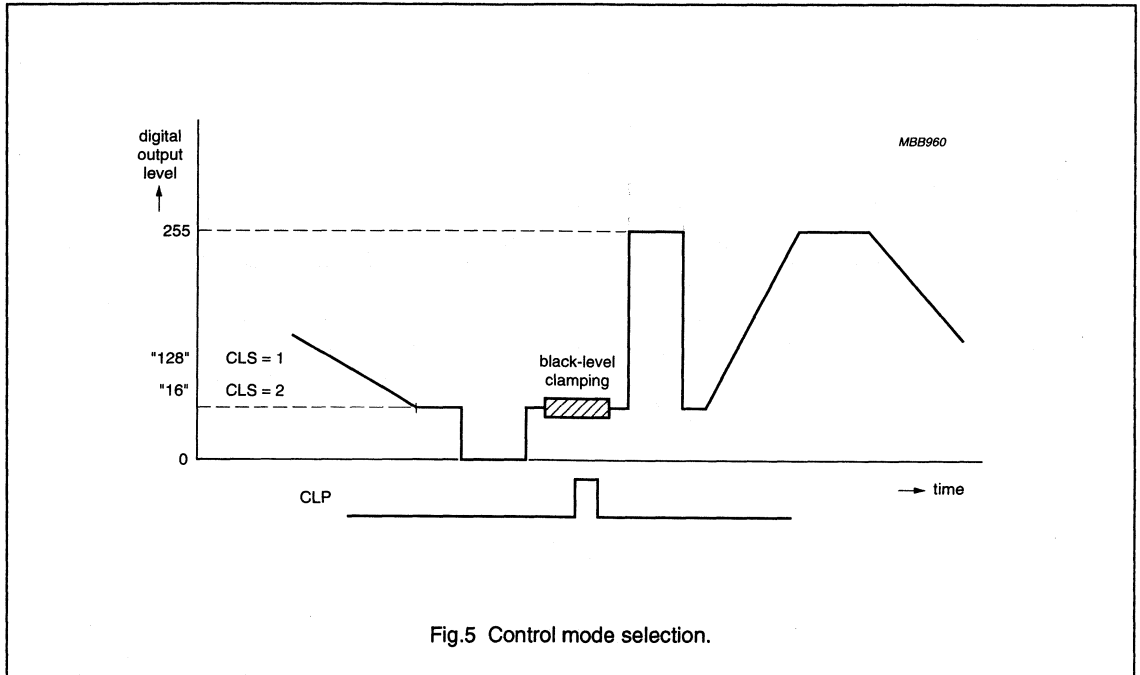 digital
output
level
MBB960
255
"128" CLS = 1
"16" CLS = 2
black-level
clamping
0
time
CLP
Fig.5 Control mode selection.